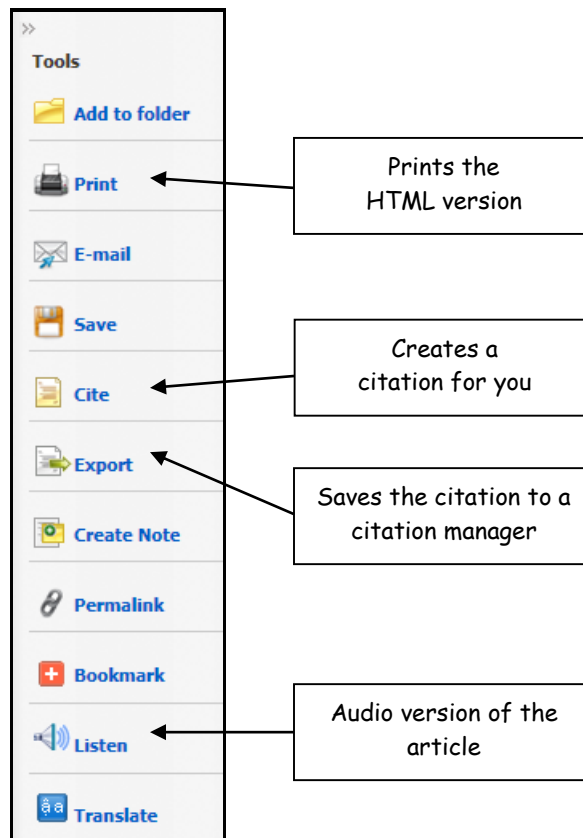 »
Tools
Add to folder
Print
Prints the
HTML version
E-mail
Save
Creates a
citation for you
Cite
Export
Saves the citation to a
citation manager
Create Note
Permalink
Bookmark
Audio version of the
article
Listen
Translate